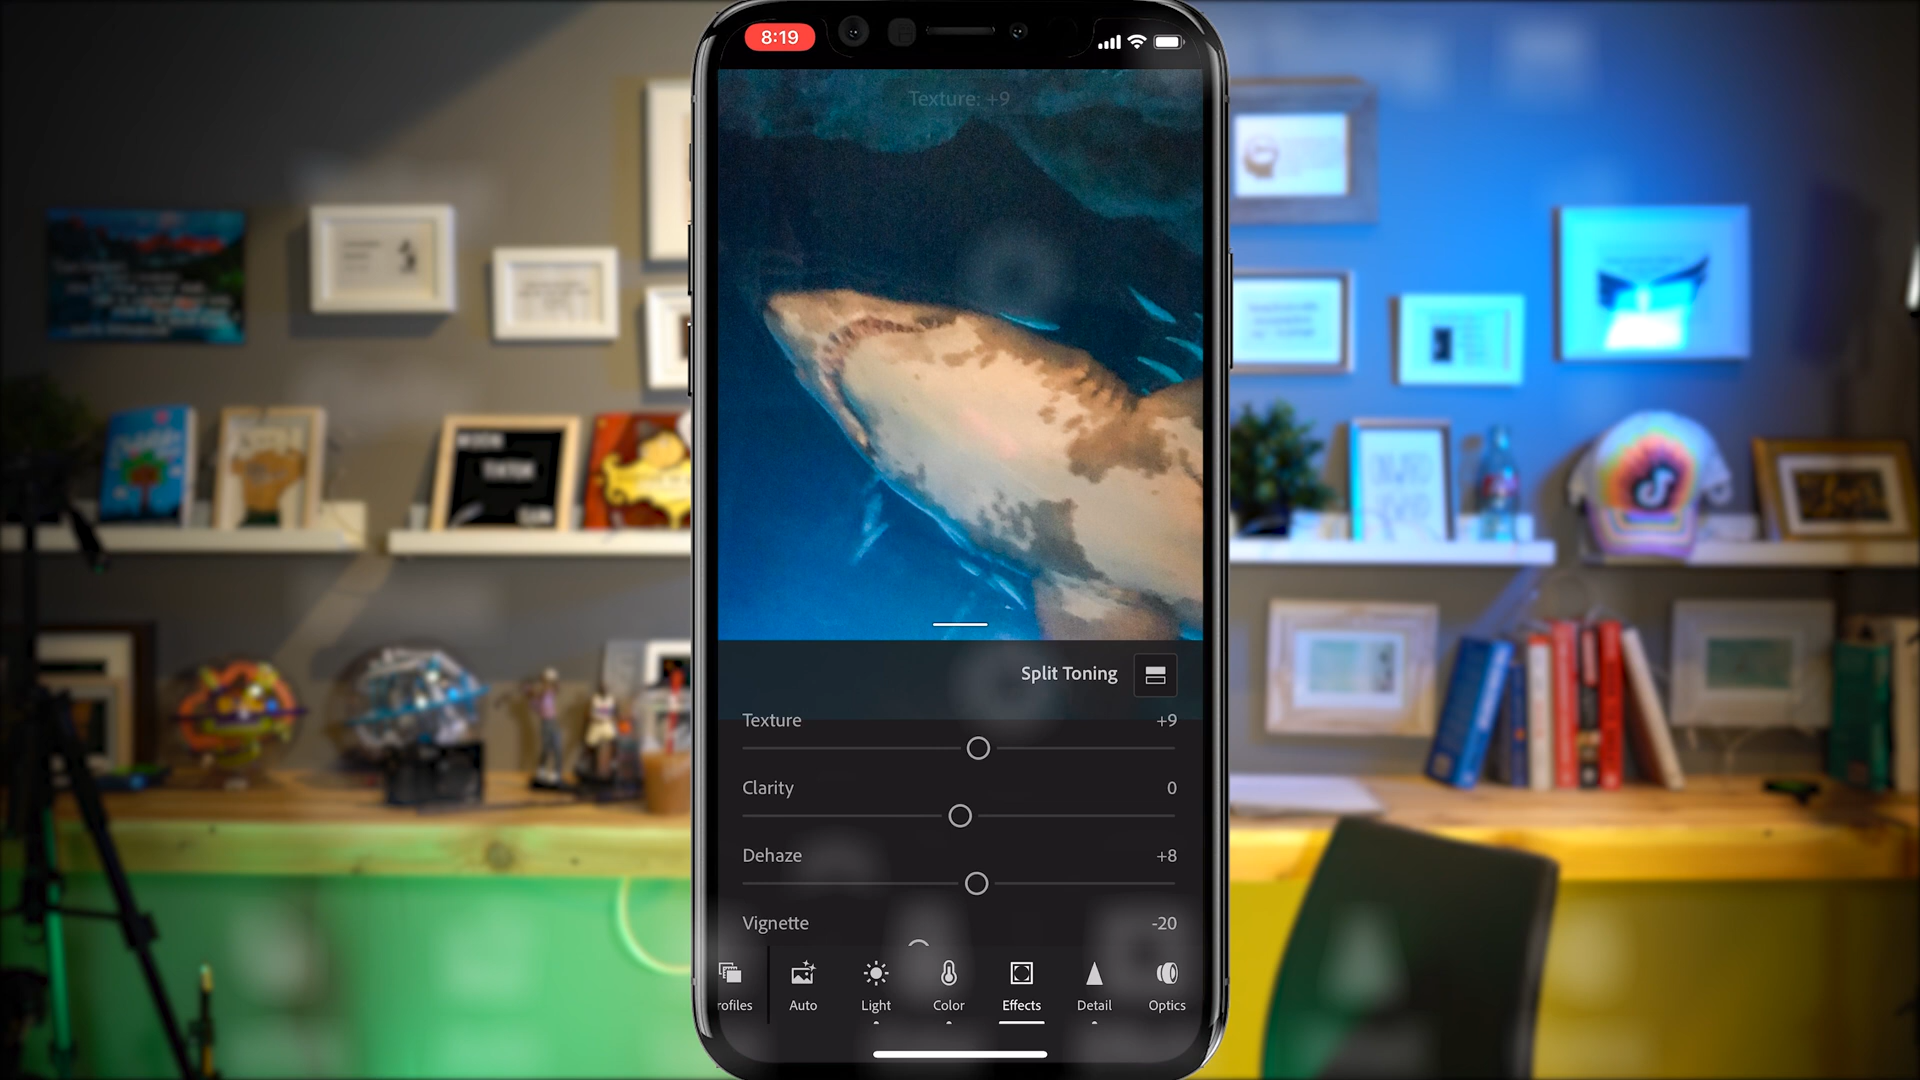 8:19
Texture: +9
Split Toning
Texture +9
Clarity 0
Dehaze +8
Vignette -20
rofiles Auto Light Color Effects Detail Optics